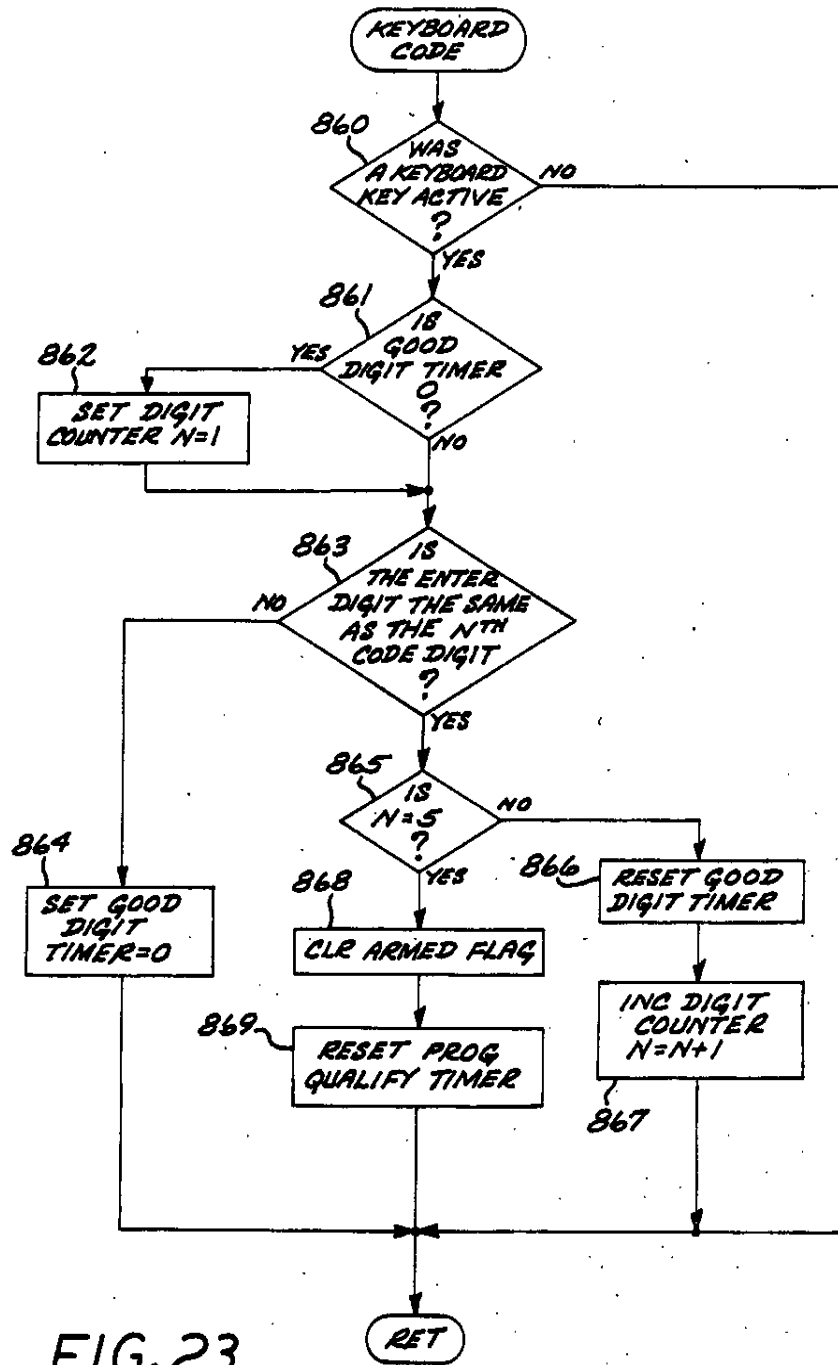 KEYBOARD
CODE
860
WAS
A KEYBOARD
KEY ACTIVE
?
NO
YES
861
IS
GOOD
DIGIT TIMER
0
?
YES
NO
862
SET DIGIT
COUNTER N=1
863
IS
THE ENTER
DIGIT THE SAME
AS THE NTH
CODE DIGIT
?
NO
YES
865
IS
N=5
?
NO
YES
864
SET GOOD
DIGIT
TIMER=0
868
CLR ARMED FLAG
866
RESET GOOD
DIGIT TIMER
869
RESET PROG
QUALIFY TIMER
INC DIGIT
COUNTER
N=N+1
867
RET
FIG. 23